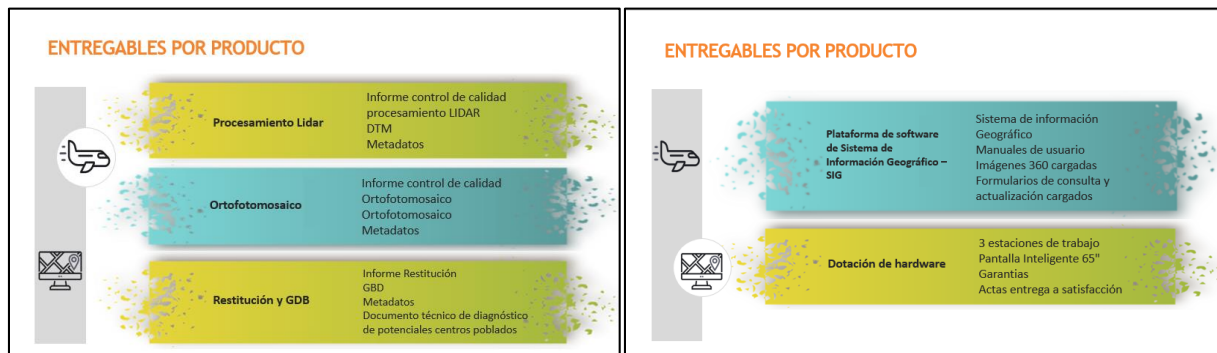 ENTREGABLES POR PRODUCTO
Procesamiento Lidar
Informe control de calidad
procesamiento LIDAR
DTM
Metadatos
Ortofotomosaico
Informe control de calidad
Ortofotomosaico
Ortofotomosaico
Metadatos
Restitución y GDB
Informe Restitución
GBD
Metadatos
Documento técnico de diagnóstico
de potenciales centros poblados
ENTREGABLES POR PRODUCTO
Plataforma de software
de Sistema de
Información Geográfico –
SIG
Sistema de información
Geográfico
Manuales de usuario
Imágenes 360 cargadas
Formularios de consulta y
actualización cargados
Dotación de hardware
3 estaciones de trabajo
Pantalla Inteligente 65"
Garantias
Actas entrega a satisfacción